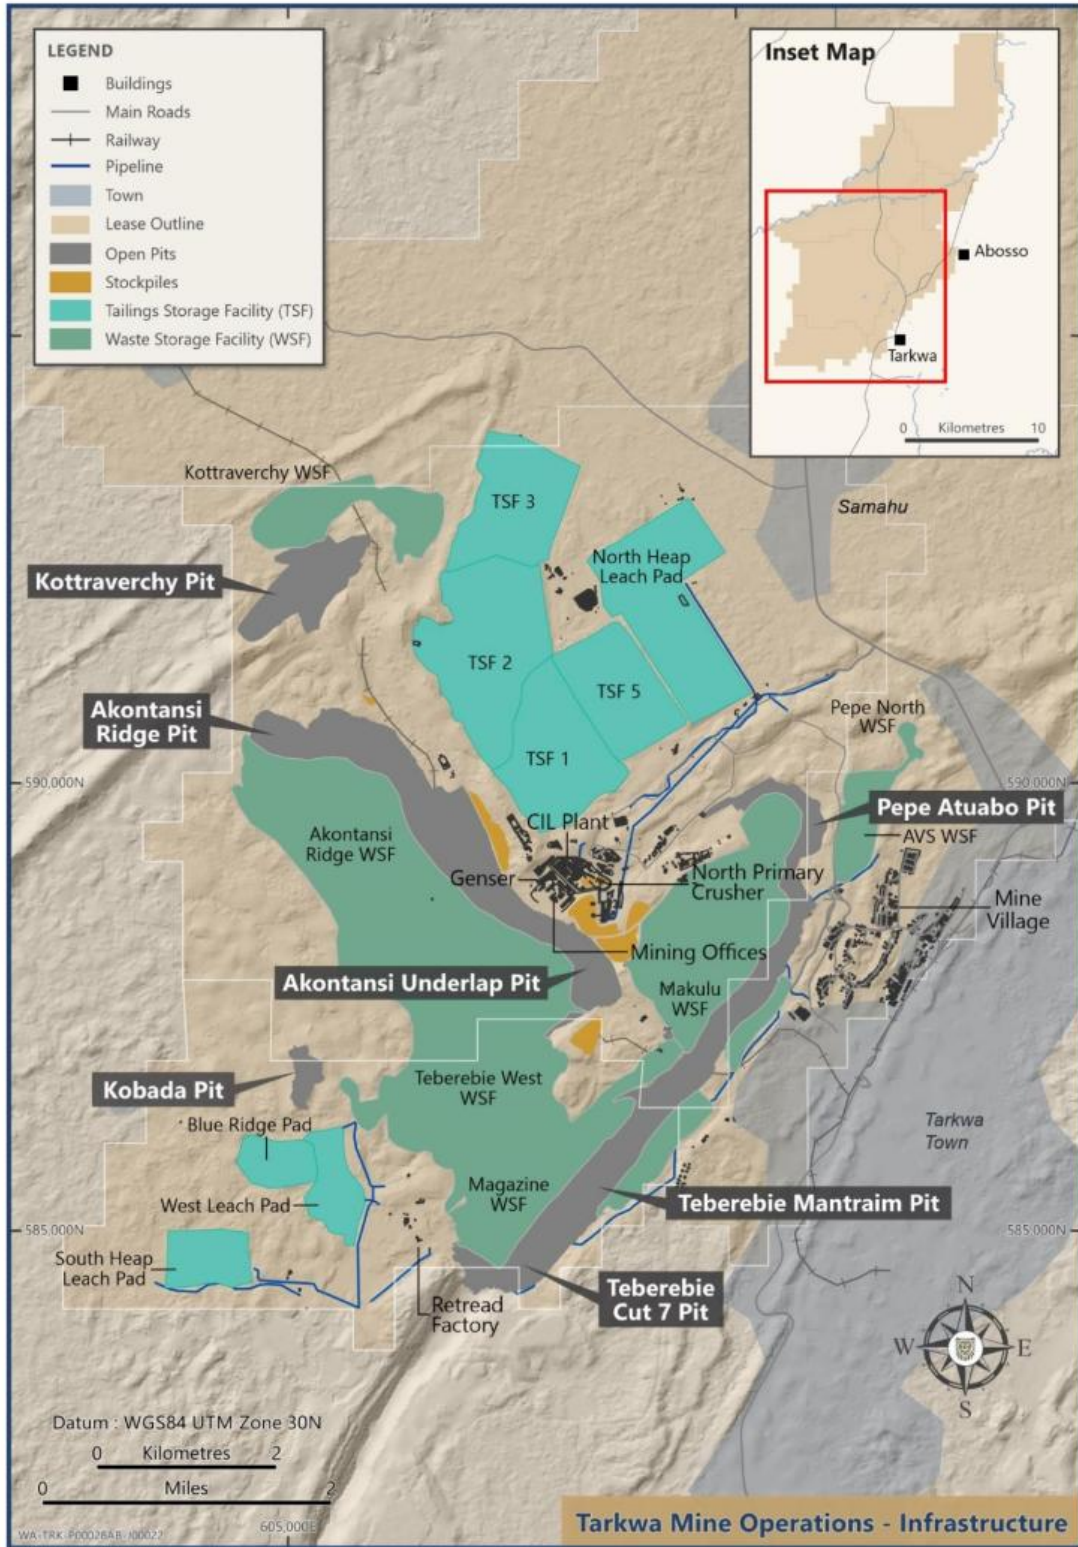 LEGEND
Buildings
Main Roads
Railway
Pipeline
Town
Lease Outline
Open Pits
Stockpiles
Tailings Storage Facility (TSF)
Waste Storage Facility (WSF)
Inset Map
Abosso
Tarkwa
0 Kilometres 10
Kottraverchy WSF
TSF 3
Samahu
North Heap
Leach Pad
Kottraverchy Pit
TSF 2
TSF 5
Akontansi
Ridge Pit
Pepe North
WSF
TSF 1
590,000N
590,000N
Pepe Atuabo Pit
CIL Plant
AVS WSF
Akontansi
Ridge WSF
Genser
North Primary
Crusher
Mine
Village
Mining Offices
Akontansi Underlap Pit
Makulu
WSF
Kobada Pit
Teberebie West
WSF
Blue Ridge Pad
Tarkwa
Town
Magazine
WSF
West Leach Pad
Teberebie Mantraim Pit
585,000N
585,000N
South Heap
Leach Pad
Teberebie
Cut 7 Pit
Retread
Factory
N
W
E
S
Datum : WGS84 UTM Zone 30N
0 Kilometres 2
0 Miles 2
605,000E
WA-TRK-P00028AB-J00022
Tarkwa Mine Operations - Infrastructure